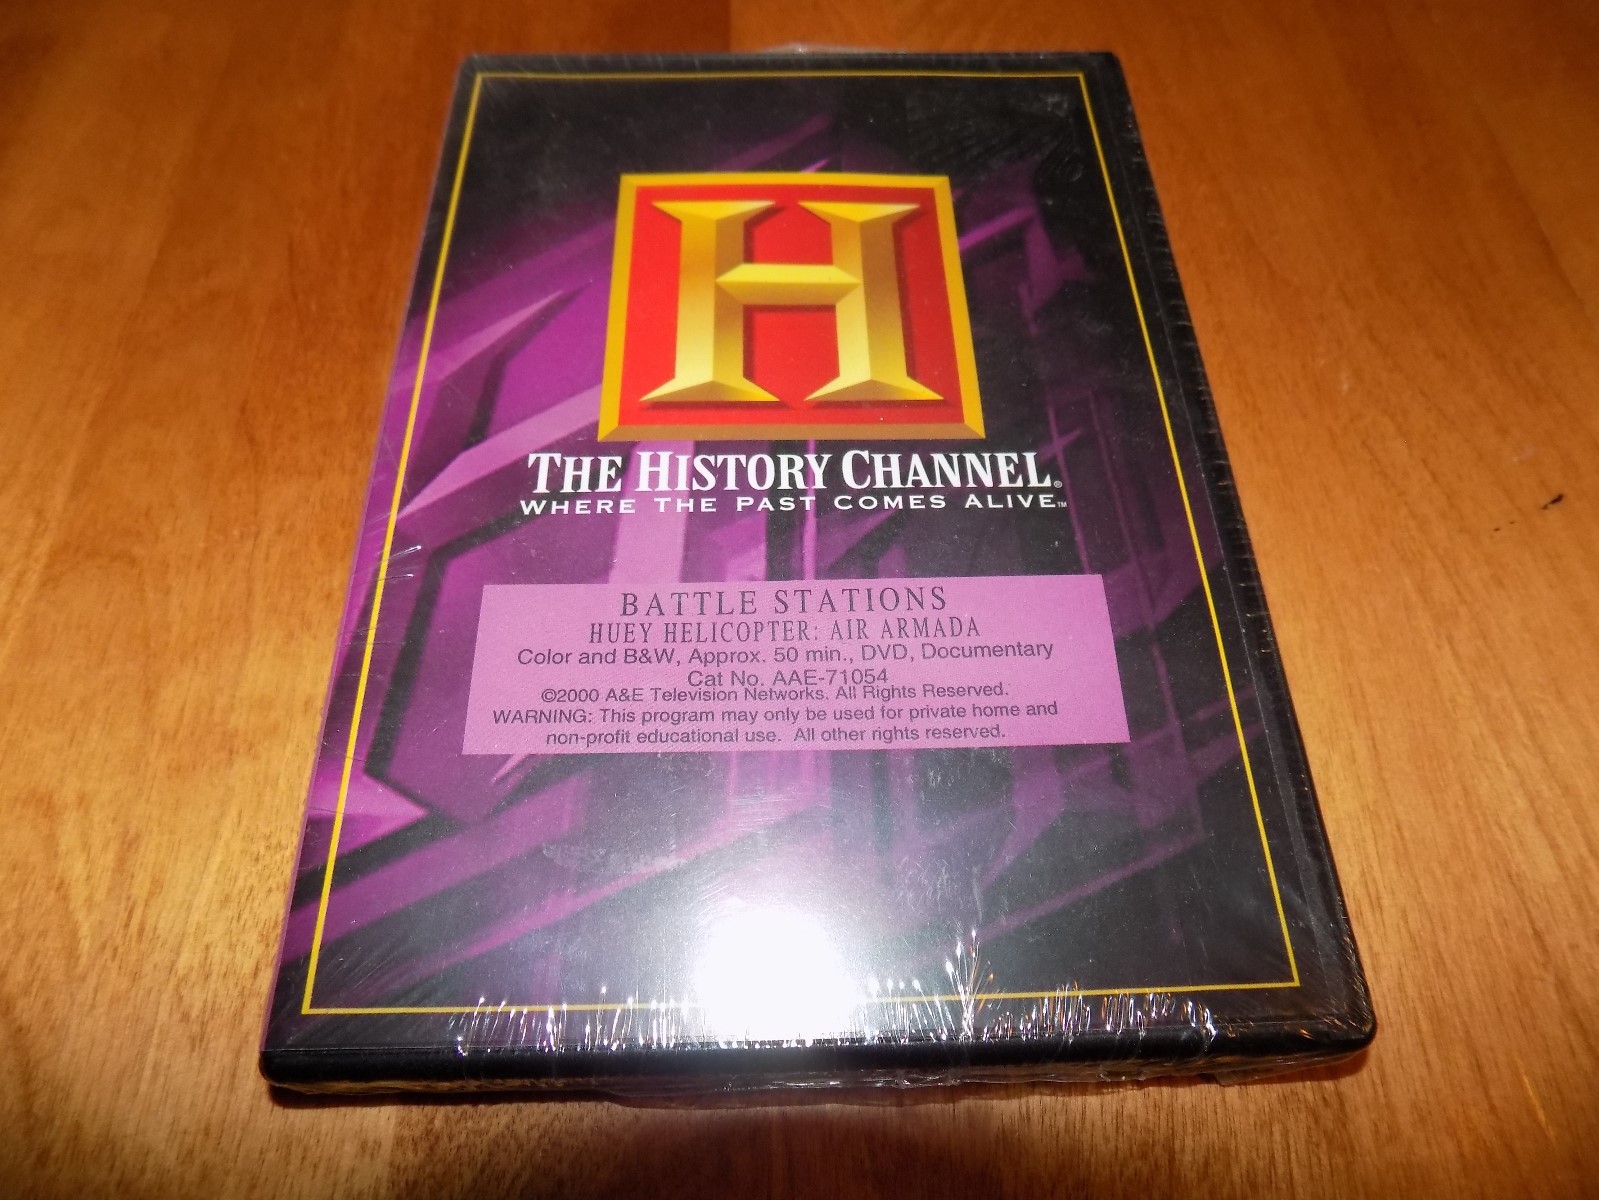 H
THE HISTORY CHANNEL®
WHERE THE PAST COMES ALIVE™
BATTLE STATIONS
HUEY HELICOPTER: AIR ARMADA
Color and B&W, Approx. 50 min., DVD, Documentary
Cat No. AAE-71054
©2000 A&E Television Networks. All Rights Reserved.
WARNING: This program may only be used for private home and
non-profit educational use. All other rights reserved.